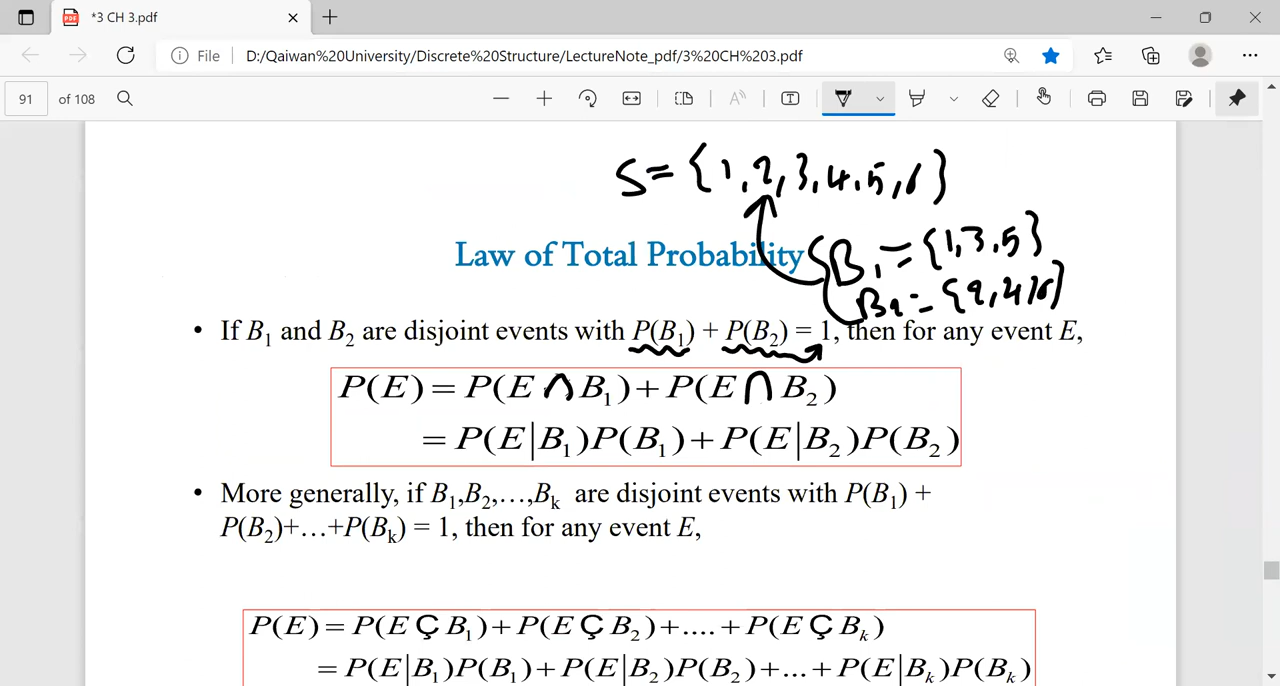 *3 CH 3.pdf
File D:/Qaiwan%20University/Discrete%20Structure/LectureNote_pdf/3%20CH%203.pdf
91 of 108
S = {1, 2, 3, 4, 5, 6}
Law of Total Probability
B₁ = {1, 3, 5}
B₂ = {2, 4, 6}
• If B₁ and B₂ are disjoint events with P(B₁) + P(B₂) = 1, then for any event E,
P(E) = P(E ∩ B₁) + P(E ∩ B₂)
= P(E|B₁)P(B₁) + P(E|B₂)P(B₂)
• More generally, if B₁,B₂,…,Bₖ are disjoint events with P(B₁) +
P(B₂)+…+P(Bₖ) = 1, then for any event E,
P(E) = P(E Ç B₁) + P(E Ç B₂) + .... + P(E Ç Bₖ)
= P(E|B₁)P(B₁) + P(E|B₂)P(B₂) + ... + P(E|Bₖ)P(Bₖ)